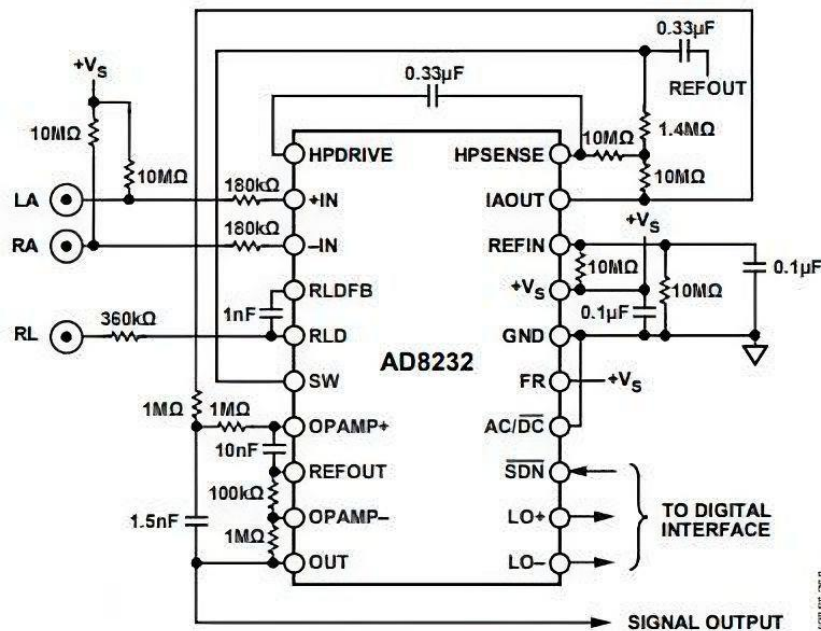 0.33µF
REFOUT
0.33µF
+VS
10MΩ
1.4MΩ
10MΩ
10MΩ
10MΩ
HPDRIVE
HPSENSE
LA
180kΩ
+IN
IAOUT
+VS
RA
180kΩ
–IN
REFIN
10MΩ
0.1µF
RLDFB
+VS
10MΩ
0.1µF
1nF
RL
360kΩ
RLD
GND
AD8232
SW
FR
+VS
1MΩ
1MΩ
OPAMP+
AC/DC
10nF
REFOUT
SDN
100kΩ
1.5nF
OPAMP–
LO+
TO DIGITAL
INTERFACE
1MΩ
OUT
LO–
SIGNAL OUTPUT